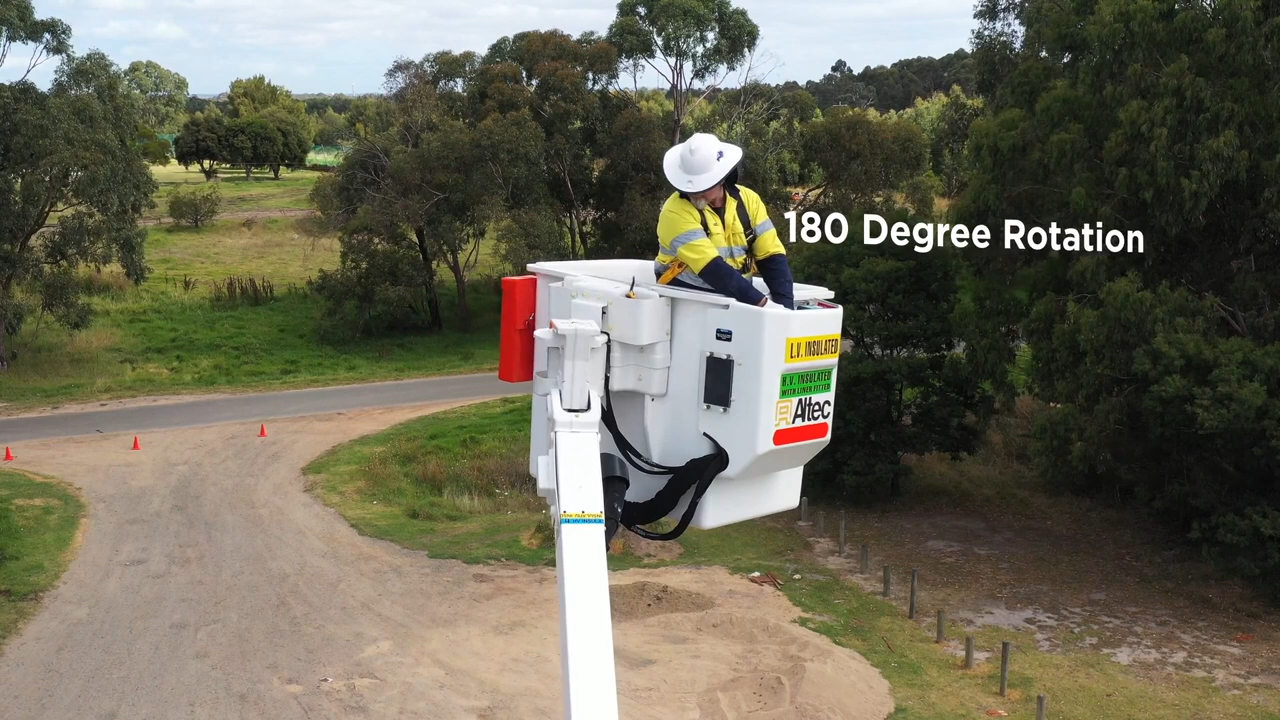 180 Degree Rotation
L.V. INSULATED
H.V. INSULATED
WITH LINER FITTED
Altec